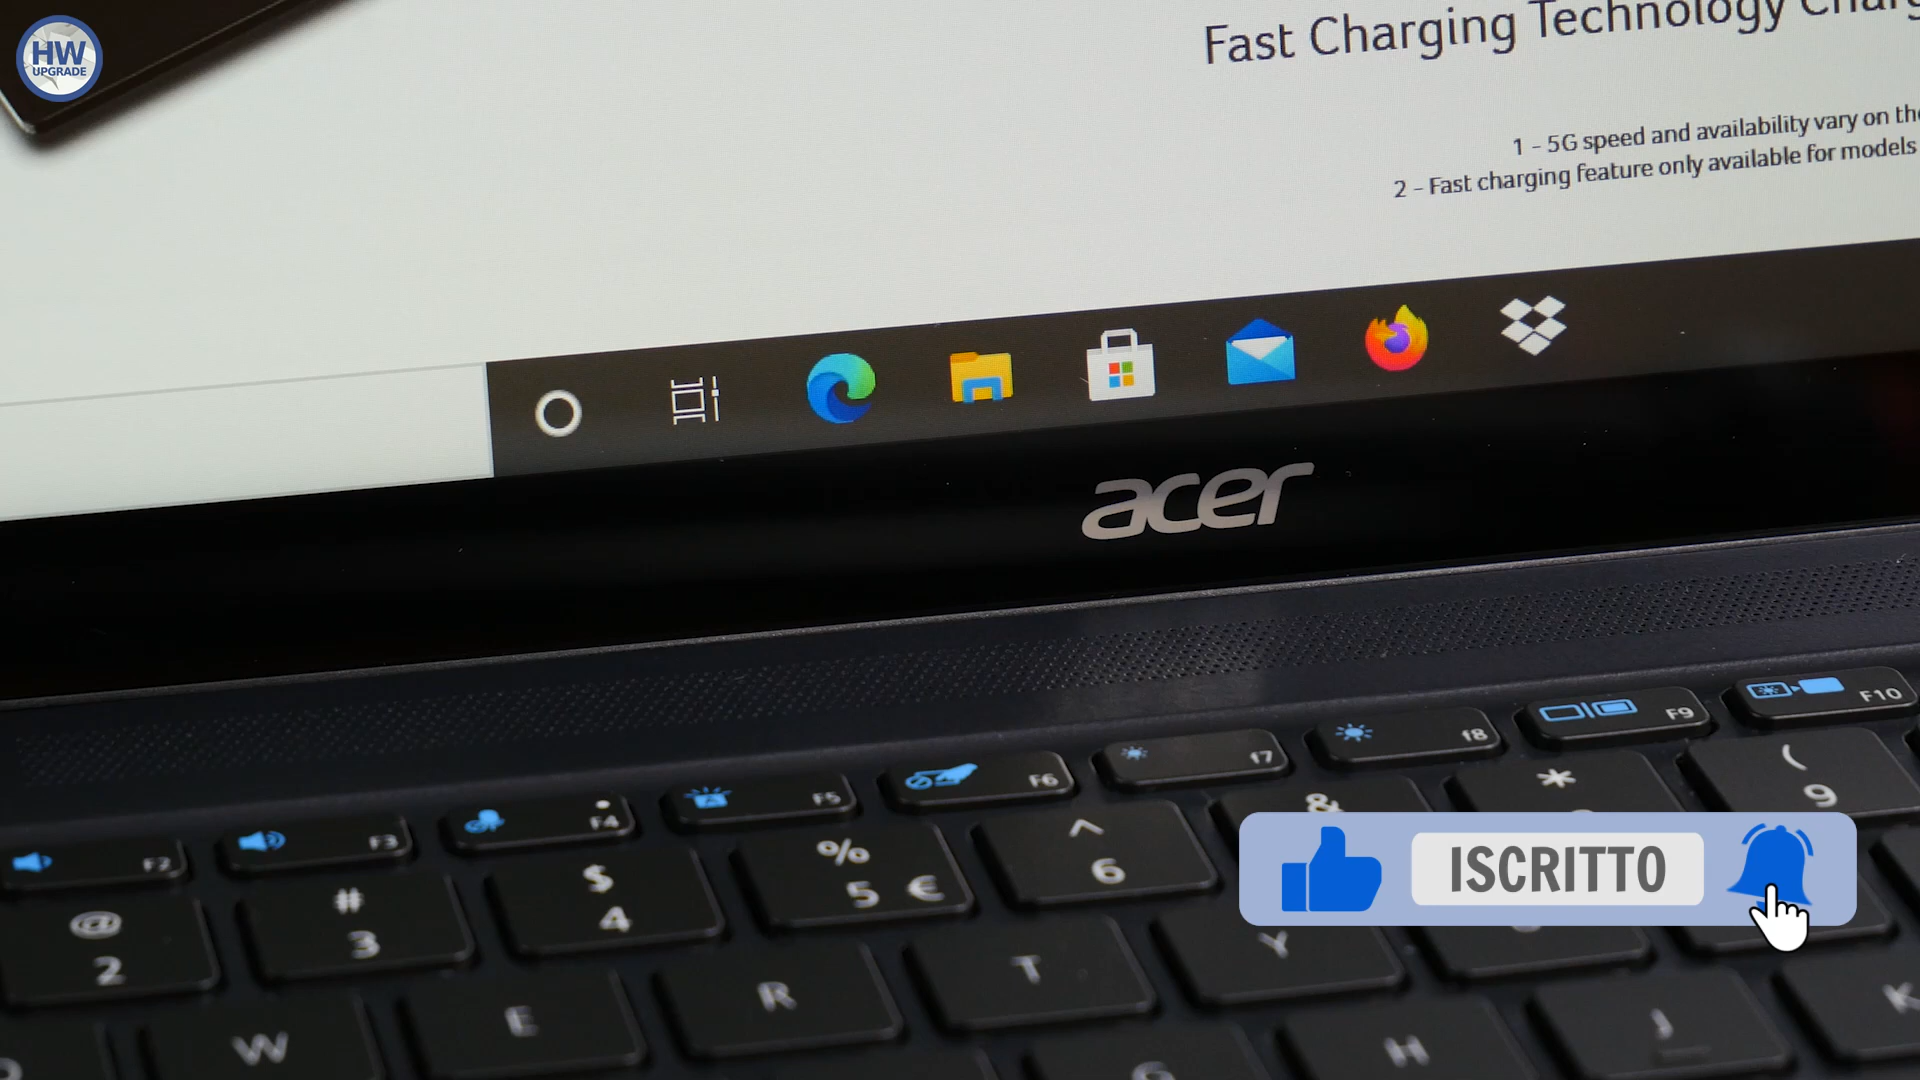 HW
UPGRADE
Fast Charging Technology
1 - 5G speed and availability vary on the
2 - Fast charging feature only available for models
acer
F2
F3
F4
F5
F6
f7
f8
F9
F10
@
2
#
3
$
4
%
5 €
^
6
&
*
(
9
W
E
R
T
Y
H
J
K
ISCRITTO